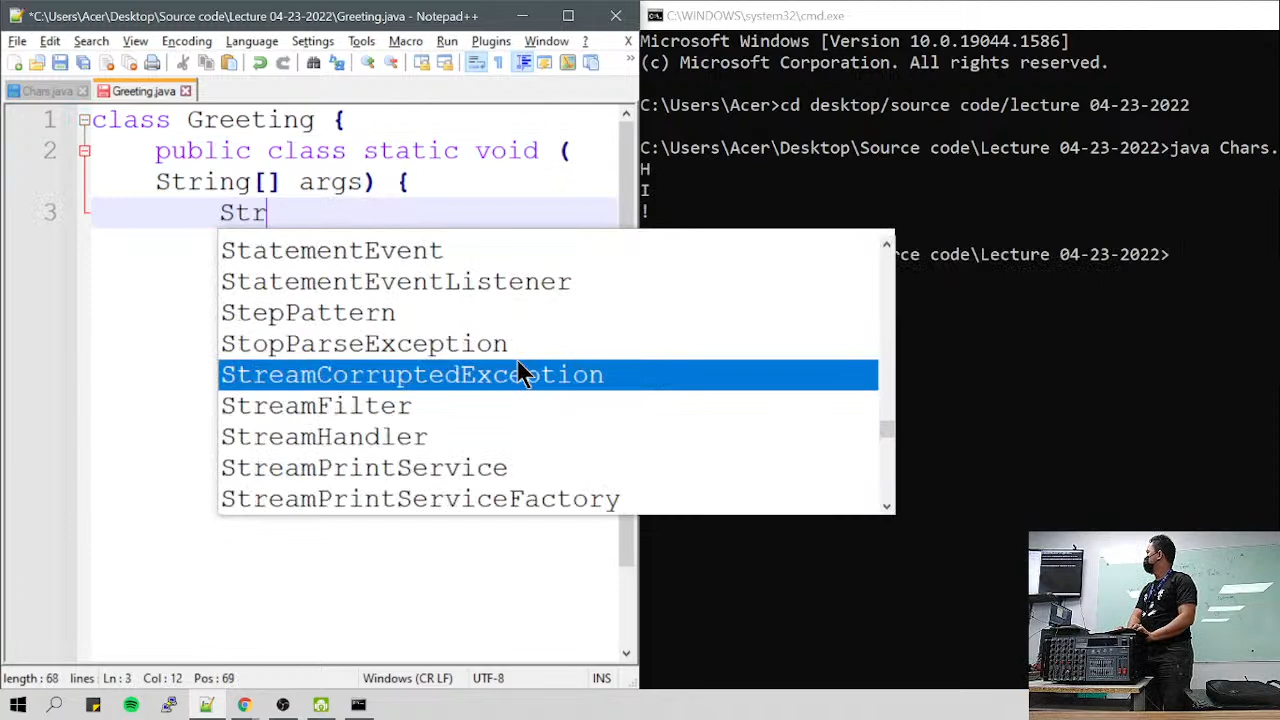 *C:\Users\Acer\Desktop\Source code\Lecture 04-23-2022\Greeting.java - Notepad++
File Edit Search View Encoding Language Settings Tools Macro Run Plugins Window ? X
Chars.java Greeting.java
1 class Greeting {
2 public class static void (
String[] args) {
3 Str
StatementEvent
StatementEventListener
StepPattern
StopParseException
StreamCorruptedException
StreamFilter
StreamHandler
StreamPrintService
StreamPrintServiceFactory
length: 68 lines Ln: 3 Col: 12 Pos: 69 Windows (CR LF) UTF-8 INS
C:\WINDOWS\system32\cmd.exe
Microsoft Windows [Version 10.0.19044.1586]
(c) Microsoft Corporation. All rights reserved.
C:\Users\Acer>cd desktop/source code/lecture 04-23-2022
C:\Users\Acer\Desktop\Source code\Lecture 04-23-2022>java Chars.
H
I
!
rce code\Lecture 04-23-2022>